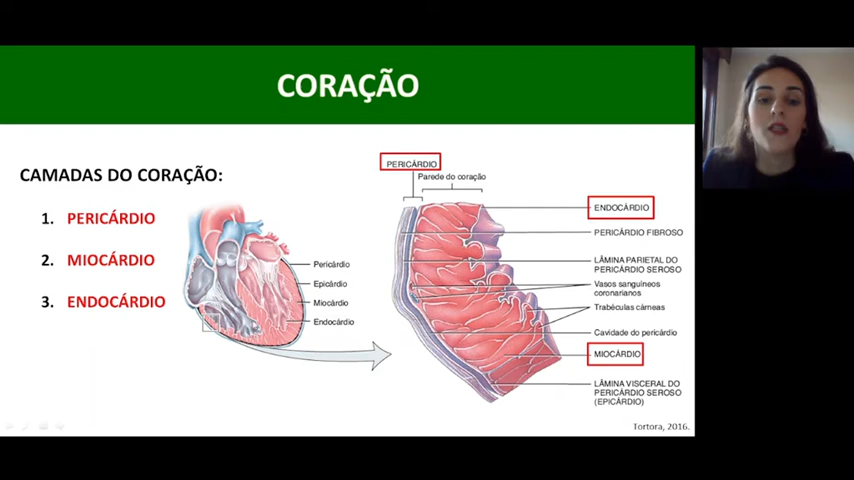 CORAÇÃO
CAMADAS DO CORAÇÃO:
1. PERICÁRDIO
2. MIOCÁRDIO
3. ENDOCÁRDIO
Pericárdio
Epicárdio
Miocárdio
Endocárdio
PERICÁRDIO
Parede do coração
ENDOCÁRDIO
PERICÁRDIO FIBROSO
LÂMINA PARIETAL DO
PERICÁRDIO SEROSO
Vasos sanguíneos
coronarianos
Trabéculas cárneas
Cavidade do pericárdio
MIOCÁRDIO
LÂMINA VISCERAL DO
PERICÁRDIO SEROSO
(EPICÁRDIO)
Tortora, 2016.